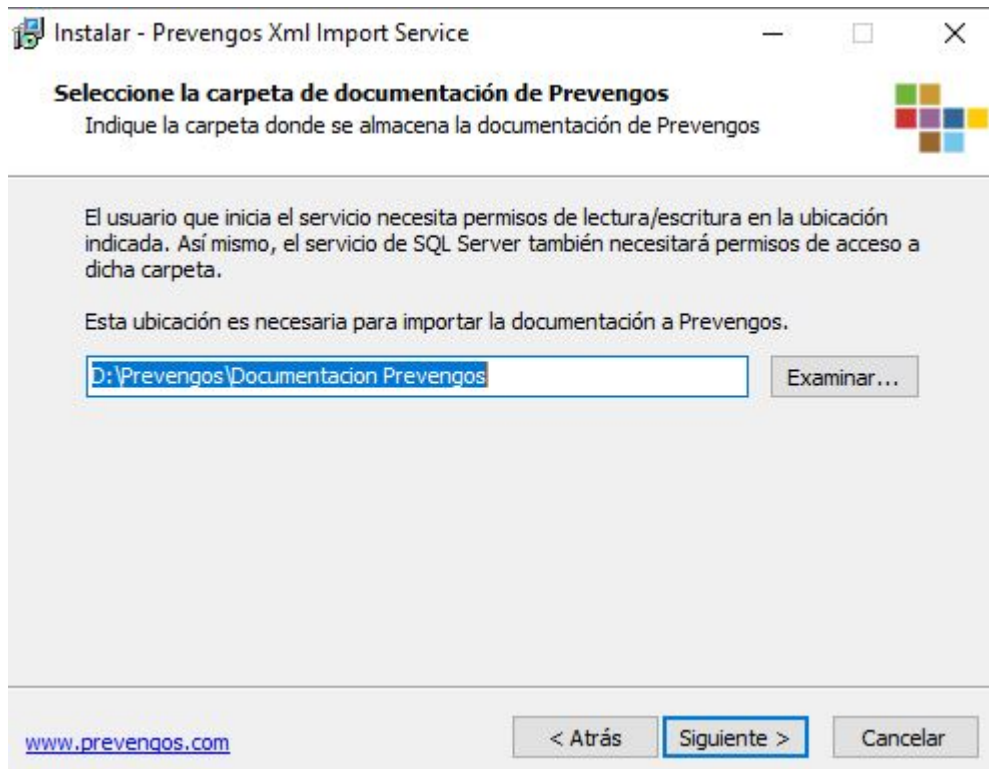 Instalar - Prevengos Xml Import Service
Seleccione la carpeta de documentación de Prevengos
Indique la carpeta donde se almacena la documentación de Prevengos
El usuario que inicia el servicio necesita permisos de lectura/escritura en la ubicación
indicada. Así mismo, el servicio de SQL Server también necesitará permisos de acceso a
dicha carpeta.
Esta ubicación es necesaria para importar la documentación a Prevengos.
D:\Prevengos\Documentacion Prevengos
Examinar...
www.prevengos.com
< Atrás
Siguiente >
Cancelar